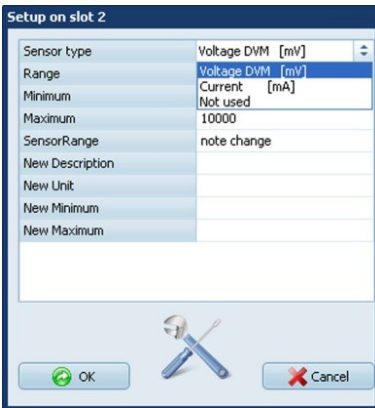 Setup on slot 2
Sensor type Voltage DVM [mV]
Range Voltage DVM [mV]
Current [mA]
Minimum Not used
Maximum 10000
SensorRange note change
New Description
New Unit
New Minimum
New Maximum
OK Cancel